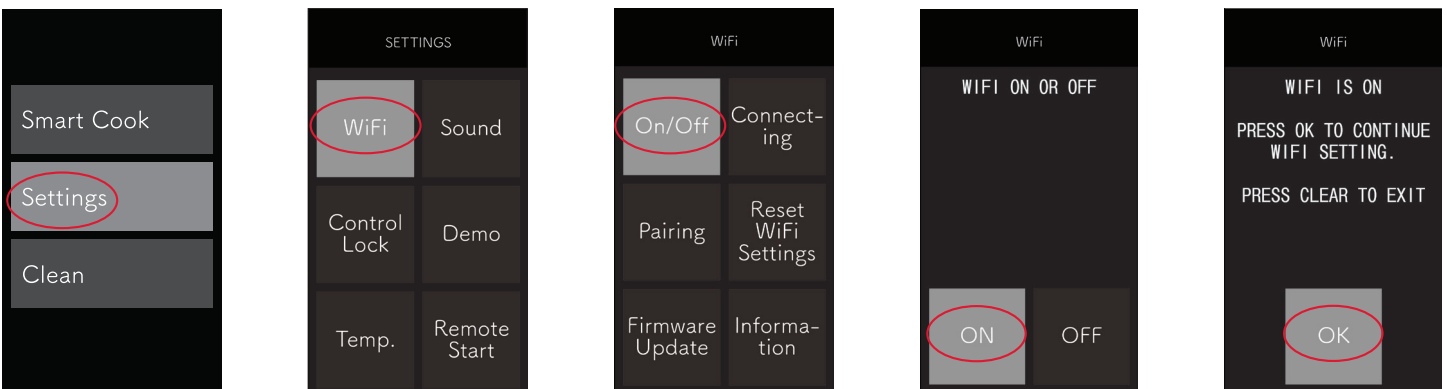 Smart Cook
Settings
Clean
SETTINGS
WiFi
Sound
Control
Lock
Demo
Temp.
Remote
Start
WiFi
On/Off
Connect-
ing
Pairing
Reset
WiFi
Settings
Firmware
Update
Informa-
tion
WiFi
WIFI ON OR OFF
ON
OFF
WiFi
WIFI IS ON
PRESS OK TO CONTINUE
WIFI SETTING.
PRESS CLEAR TO EXIT
OK